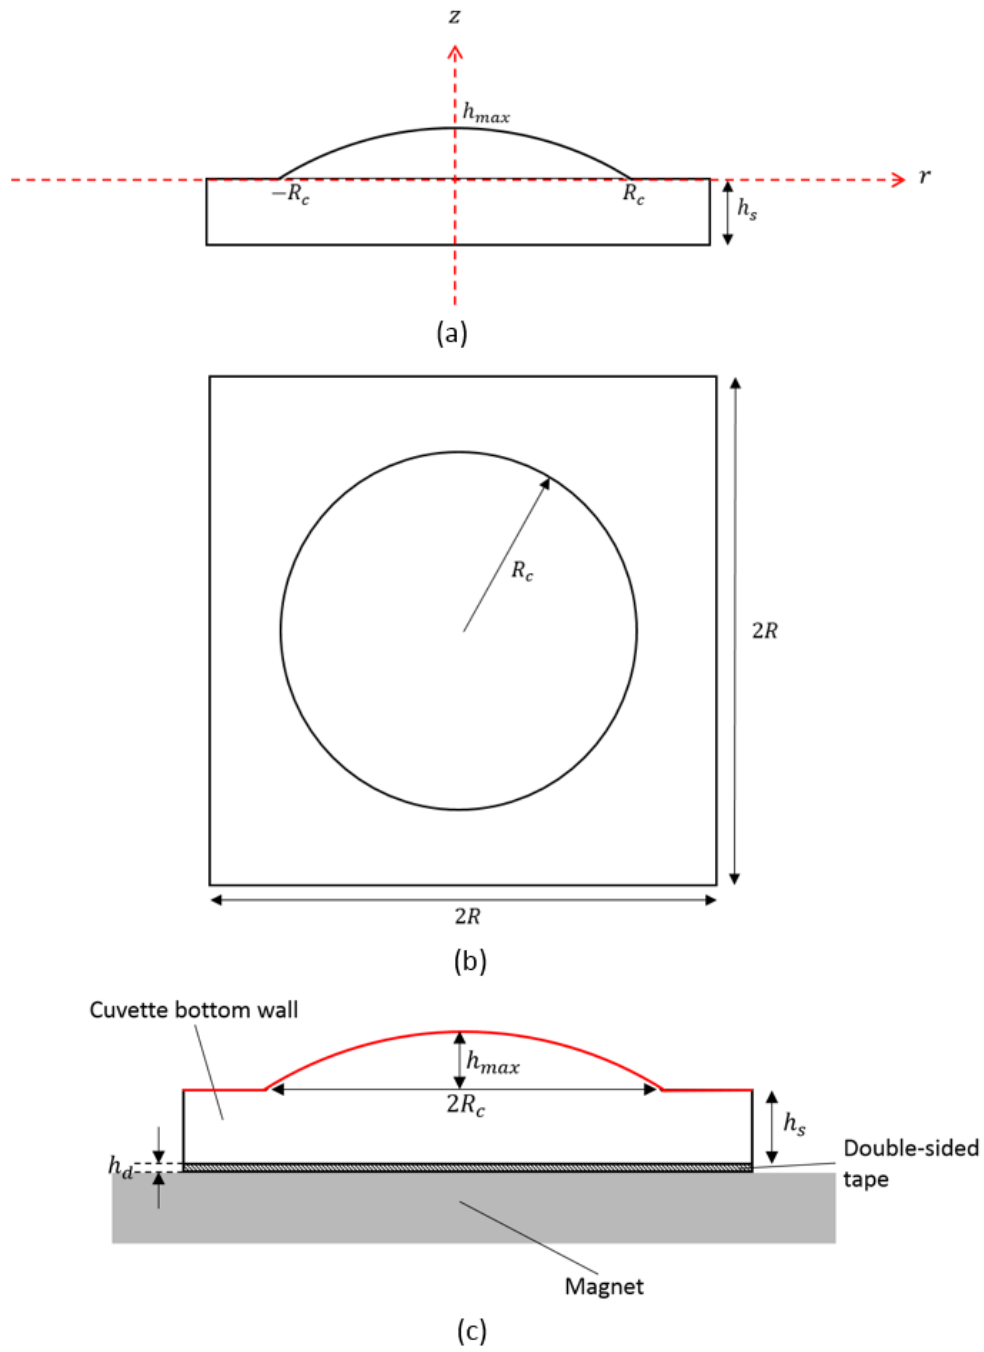 z
h_max
r
−R_c
R_c
h_s
(a)
R_c
2R
2R
(b)
Cuvette bottom wall
h_max
2R_c
h_s
h_d
Double-sided
tape
Magnet
(c)